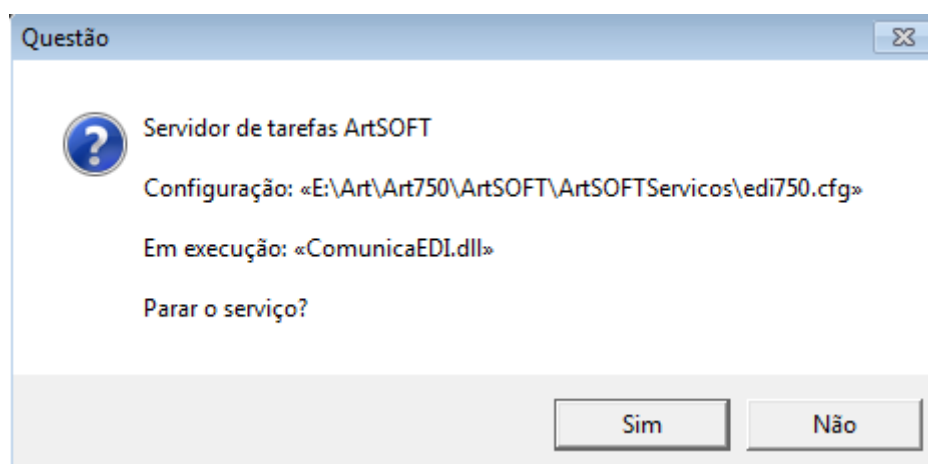 Questão
Servidor de tarefas ArtSOFT
Configuração: «E:\Art\Art750\ArtSOFT\ArtSOFTServicos\edi750.cfg»
Em execução: «ComunicaEDI.dll»
Parar o serviço?
Sim Não